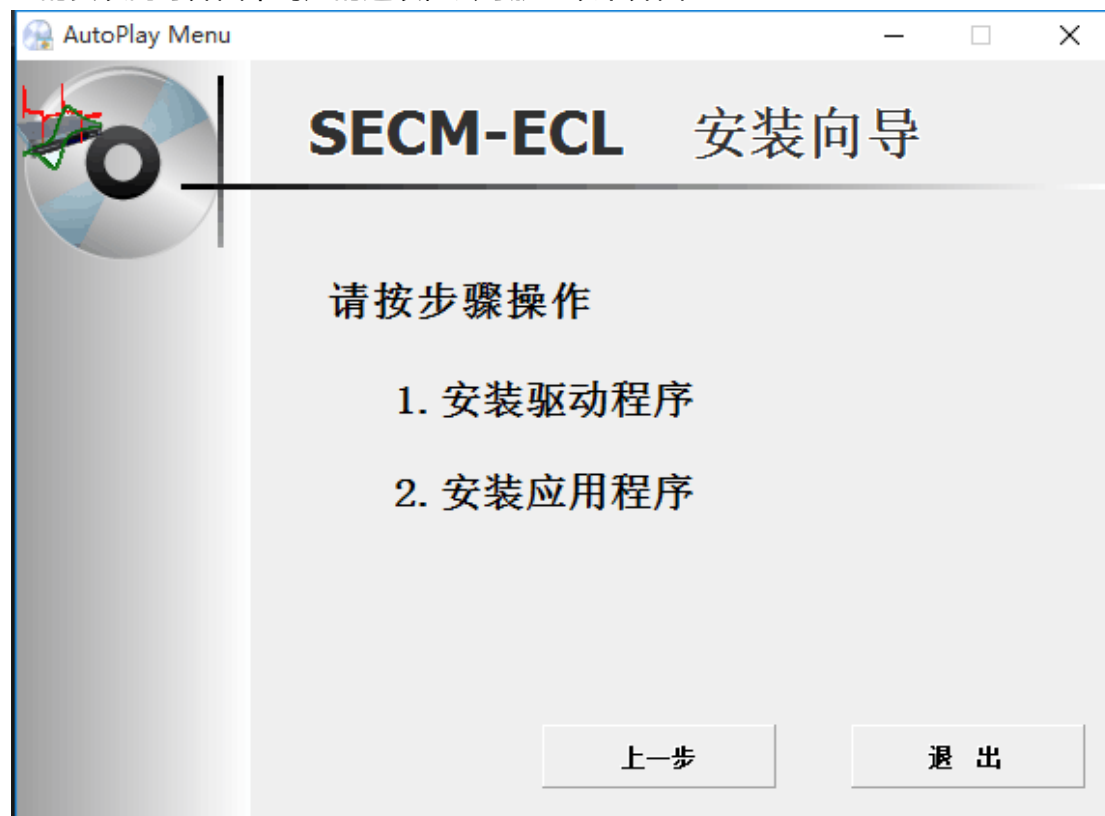 AutoPlay Menu
SECM-ECL 安装向导
请按步骤操作
1. 安装驱动程序
2. 安装应用程序
上一步
退 出